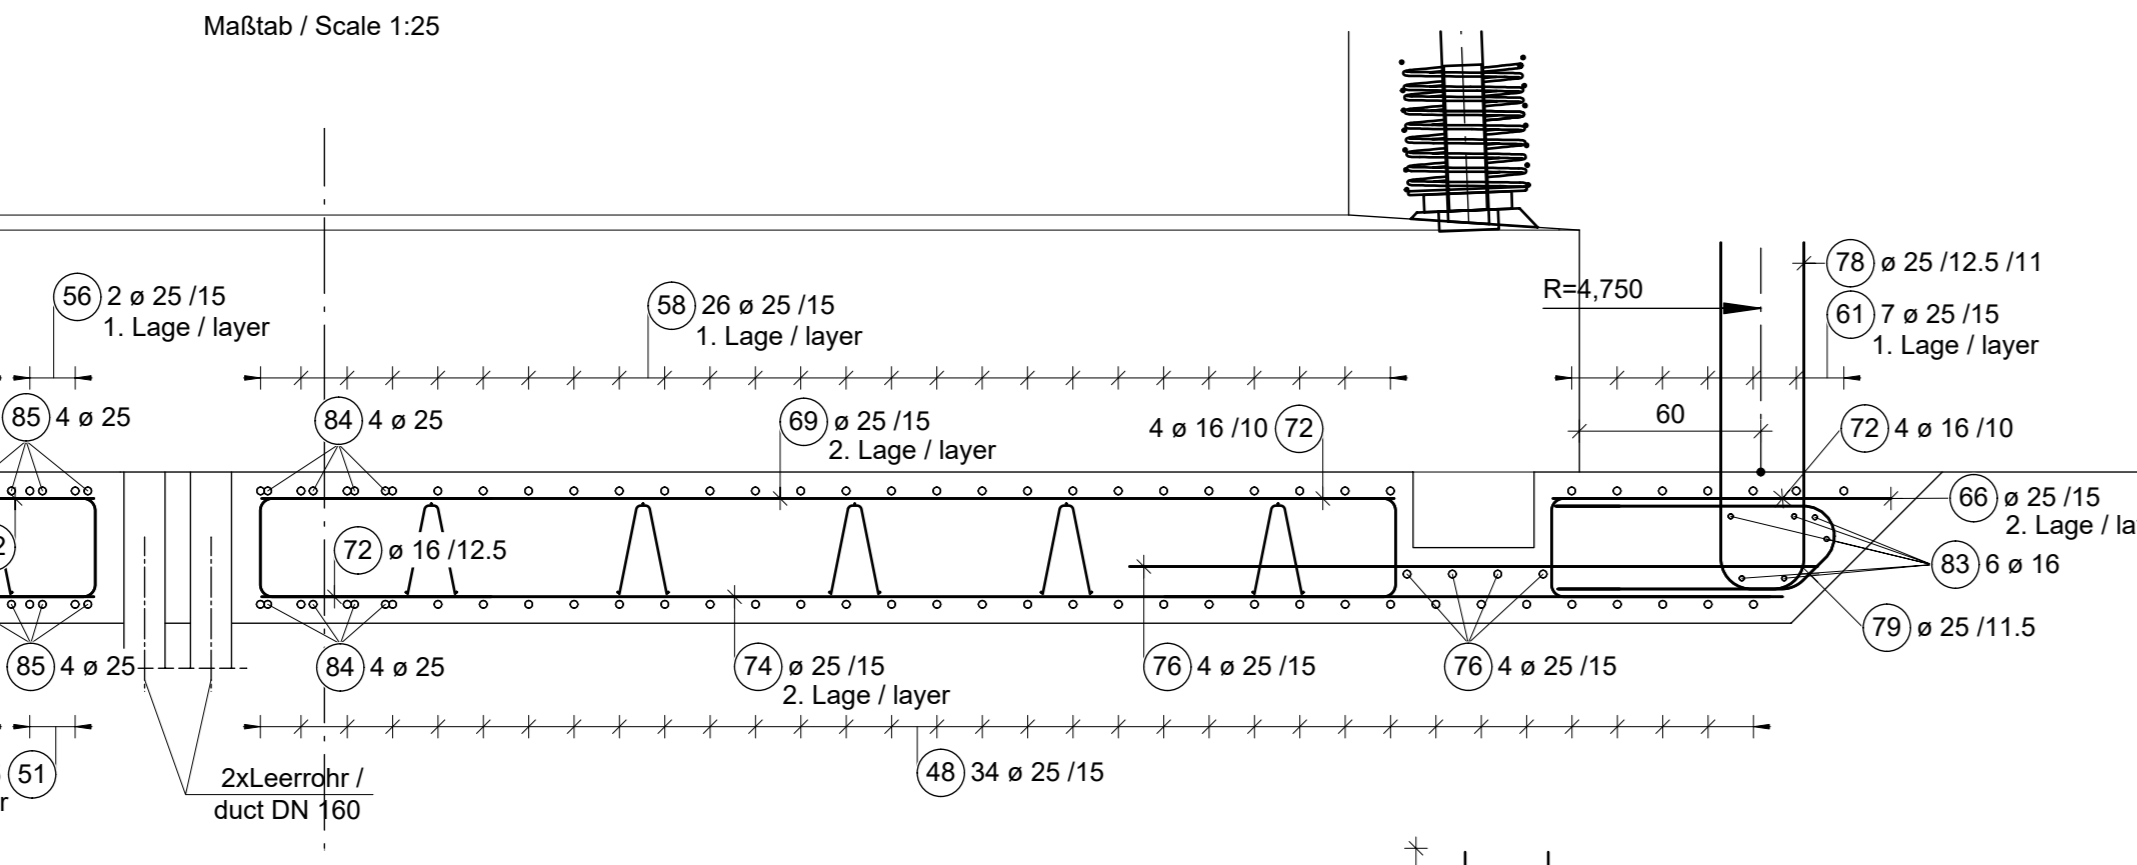 Maßtab / Scale 1:25
78 ø 25 /12.5 /11
56 2 ø 25 /15
1. Lage / layer
58 26 ø 25 /15
1. Lage / layer
R=4,750
61 7 ø 25 /15
1. Lage / layer
85 4 ø 25
84 4 ø 25
69 ø 25 /15
2. Lage / layer
4 ø 16 /10 72
60
72 4 ø 16 /10
66 ø 25 /15
2. Lage / la
2
72 ø 16 /12.5
83 6 ø 16
79 ø 25 /11.5
85 4 ø 25
84 4 ø 25
74 ø 25 /15
2. Lage / layer
76 4 ø 25 /15
76 4 ø 25 /15
51
r
2xLeerrohr /
duct DN 160
48 34 ø 25 /15